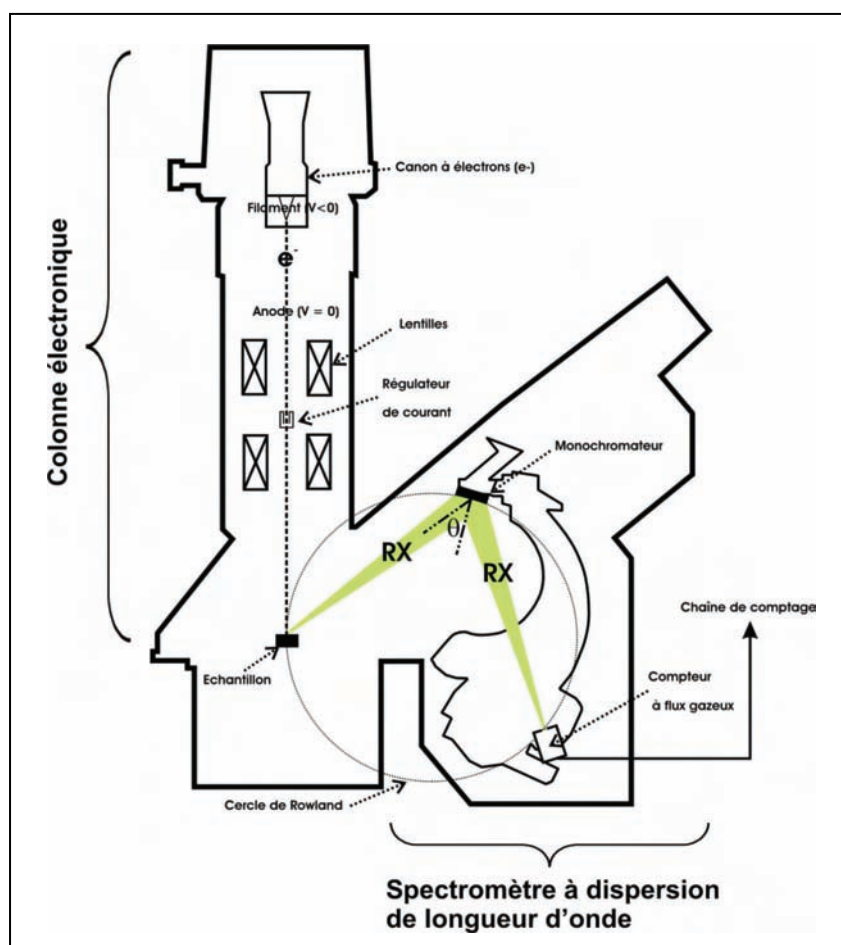 Canon à électrons (e-)
Filament (V<0)
e-
Anode (V = 0)
Lentilles
Régulateur
de courant
Colonne électronique
Monochromateur
θ
RX
RX
Chaîne de comptage
Echantillon
Compteur
à flux gazeux
Cercle de Rowland
Spectromètre à dispersion
de longueur d'onde